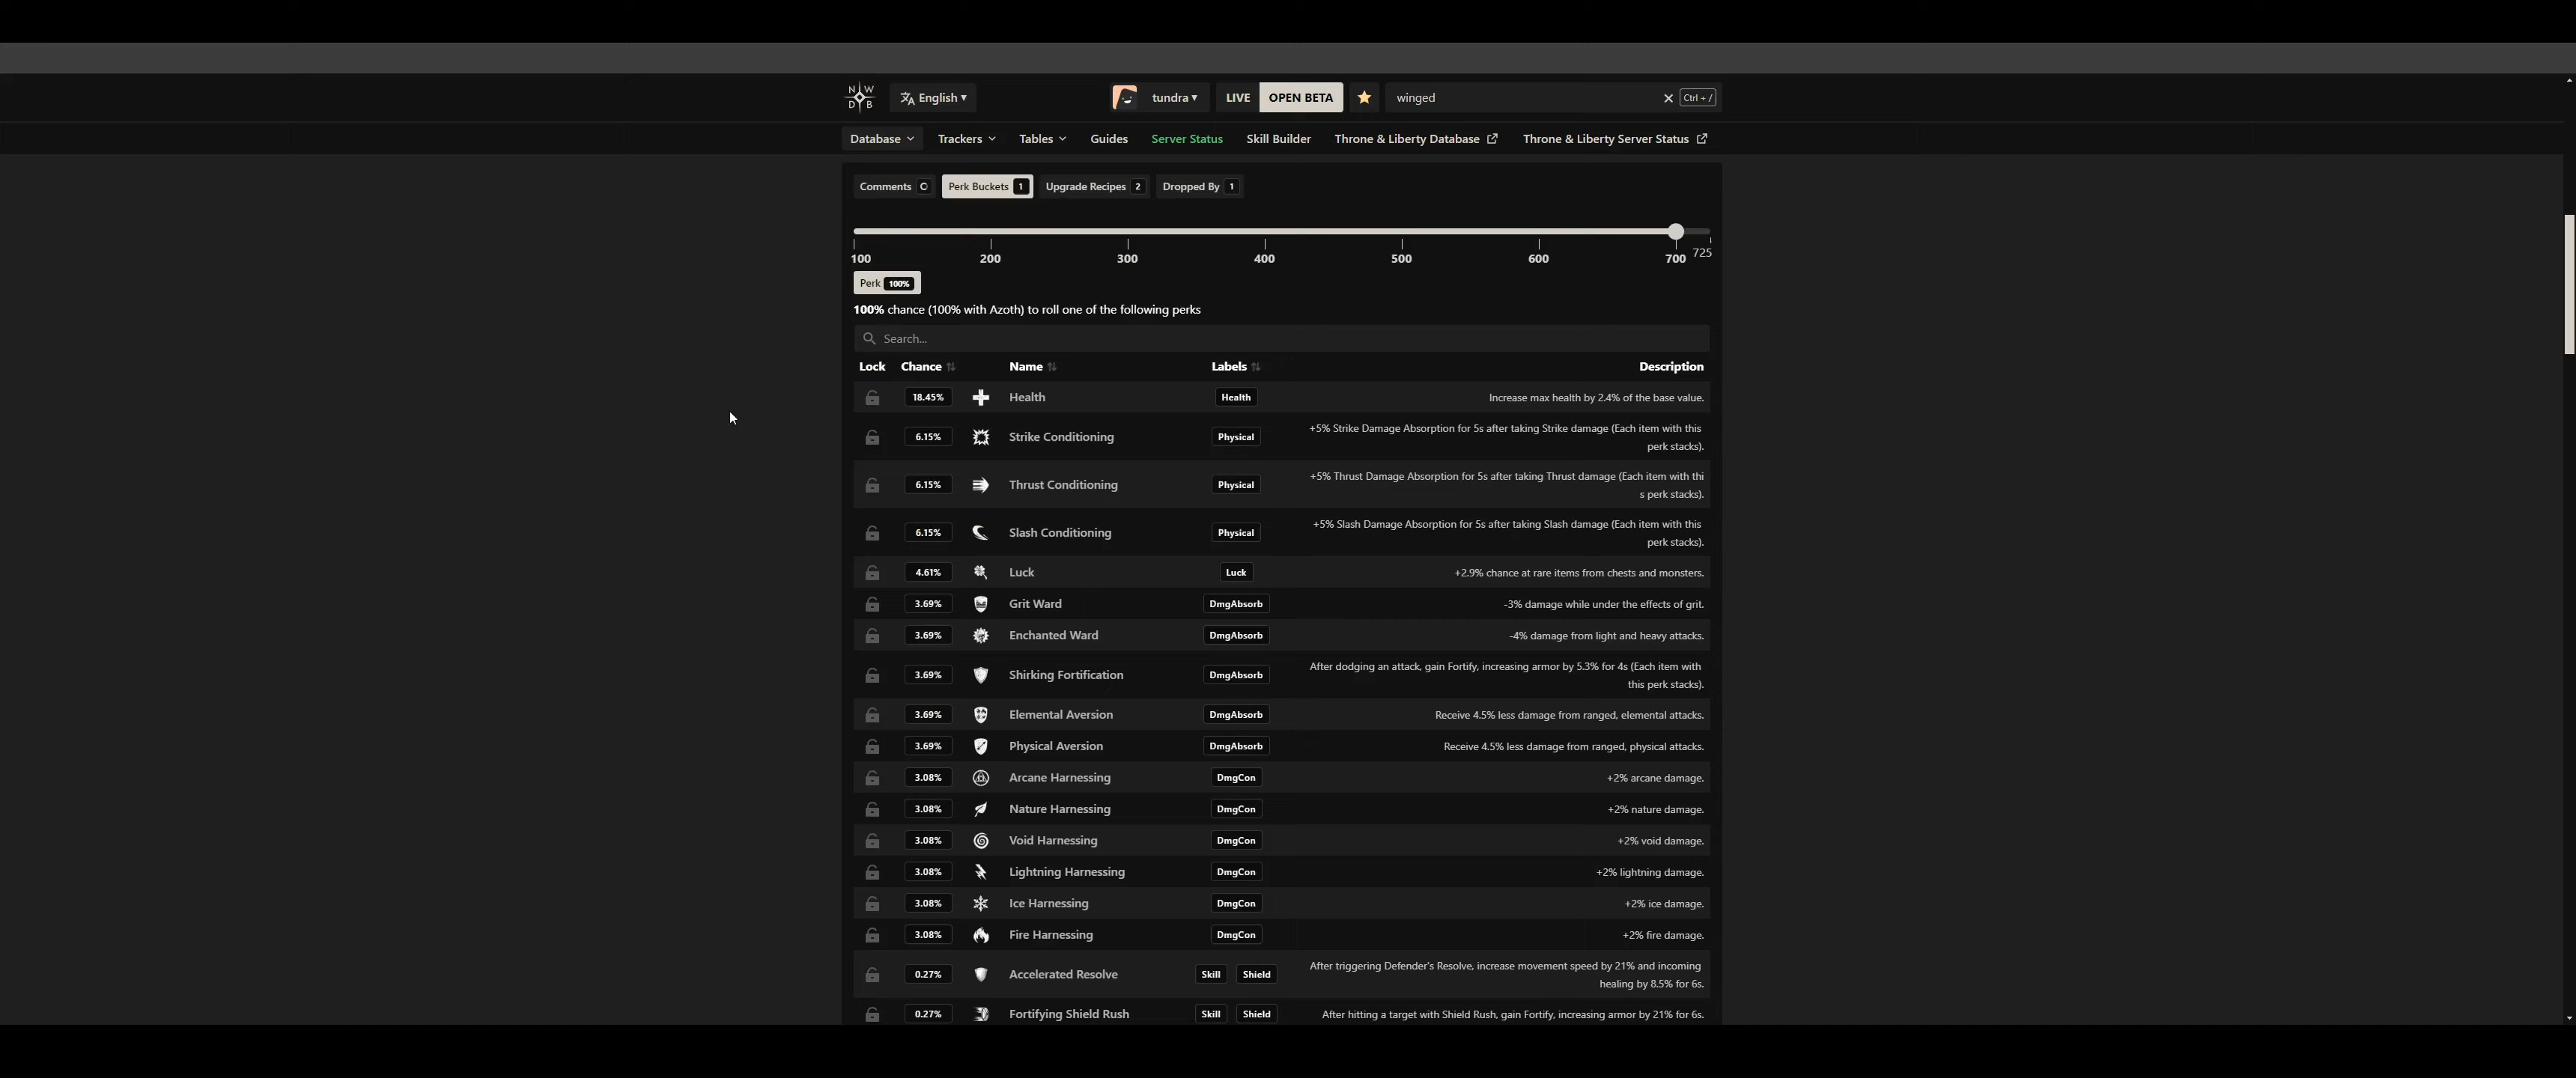 N W
D B
English
tundra
LIVE
OPEN BETA
winged
Ctrl + /
Database
Trackers
Tables
Guides
Server Status
Skill Builder
Throne & Liberty Database
Throne & Liberty Server Status
Comments 0
Perk Buckets 1
Upgrade Recipes 2
Dropped By 1
100 200 300 400 500 600 700 725
Perk 100%
100% chance (100% with Azoth) to roll one of the following perks
Search...
Lock Chance Name Labels Description
18.45% Health Health Increase max health by 2.4% of the base value.
6.15% Strike Conditioning Physical +5% Strike Damage Absorption for 5s after taking Strike damage (Each item with this
perk stacks).
6.15% Thrust Conditioning Physical +5% Thrust Damage Absorption for 5s after taking Thrust damage (Each item with thi
s perk stacks).
6.15% Slash Conditioning Physical +5% Slash Damage Absorption for 5s after taking Slash damage (Each item with this
perk stacks).
4.61% Luck Luck +2.9% chance at rare items from chests and monsters.
3.69% Grit Ward DmgAbsorb -3% damage while under the effects of grit.
3.69% Enchanted Ward DmgAbsorb -4% damage from light and heavy attacks.
3.69% Shirking Fortification DmgAbsorb After dodging an attack, gain Fortify, increasing armor by 5.3% for 4s (Each item with
this perk stacks).
3.69% Elemental Aversion DmgAbsorb Receive 4.5% less damage from ranged, elemental attacks.
3.69% Physical Aversion DmgAbsorb Receive 4.5% less damage from ranged, physical attacks.
3.08% Arcane Harnessing DmgCon +2% arcane damage.
3.08% Nature Harnessing DmgCon +2% nature damage.
3.08% Void Harnessing DmgCon +2% void damage.
3.08% Lightning Harnessing DmgCon +2% lightning damage.
3.08% Ice Harnessing DmgCon +2% ice damage.
3.08% Fire Harnessing DmgCon +2% fire damage.
0.27% Accelerated Resolve Skill Shield After triggering Defender's Resolve, increase movement speed by 21% and incoming
healing by 8.5% for 6s.
0.27% Fortifying Shield Rush Skill Shield After hitting a target with Shield Rush, gain Fortify, increasing armor by 21% for 6s.